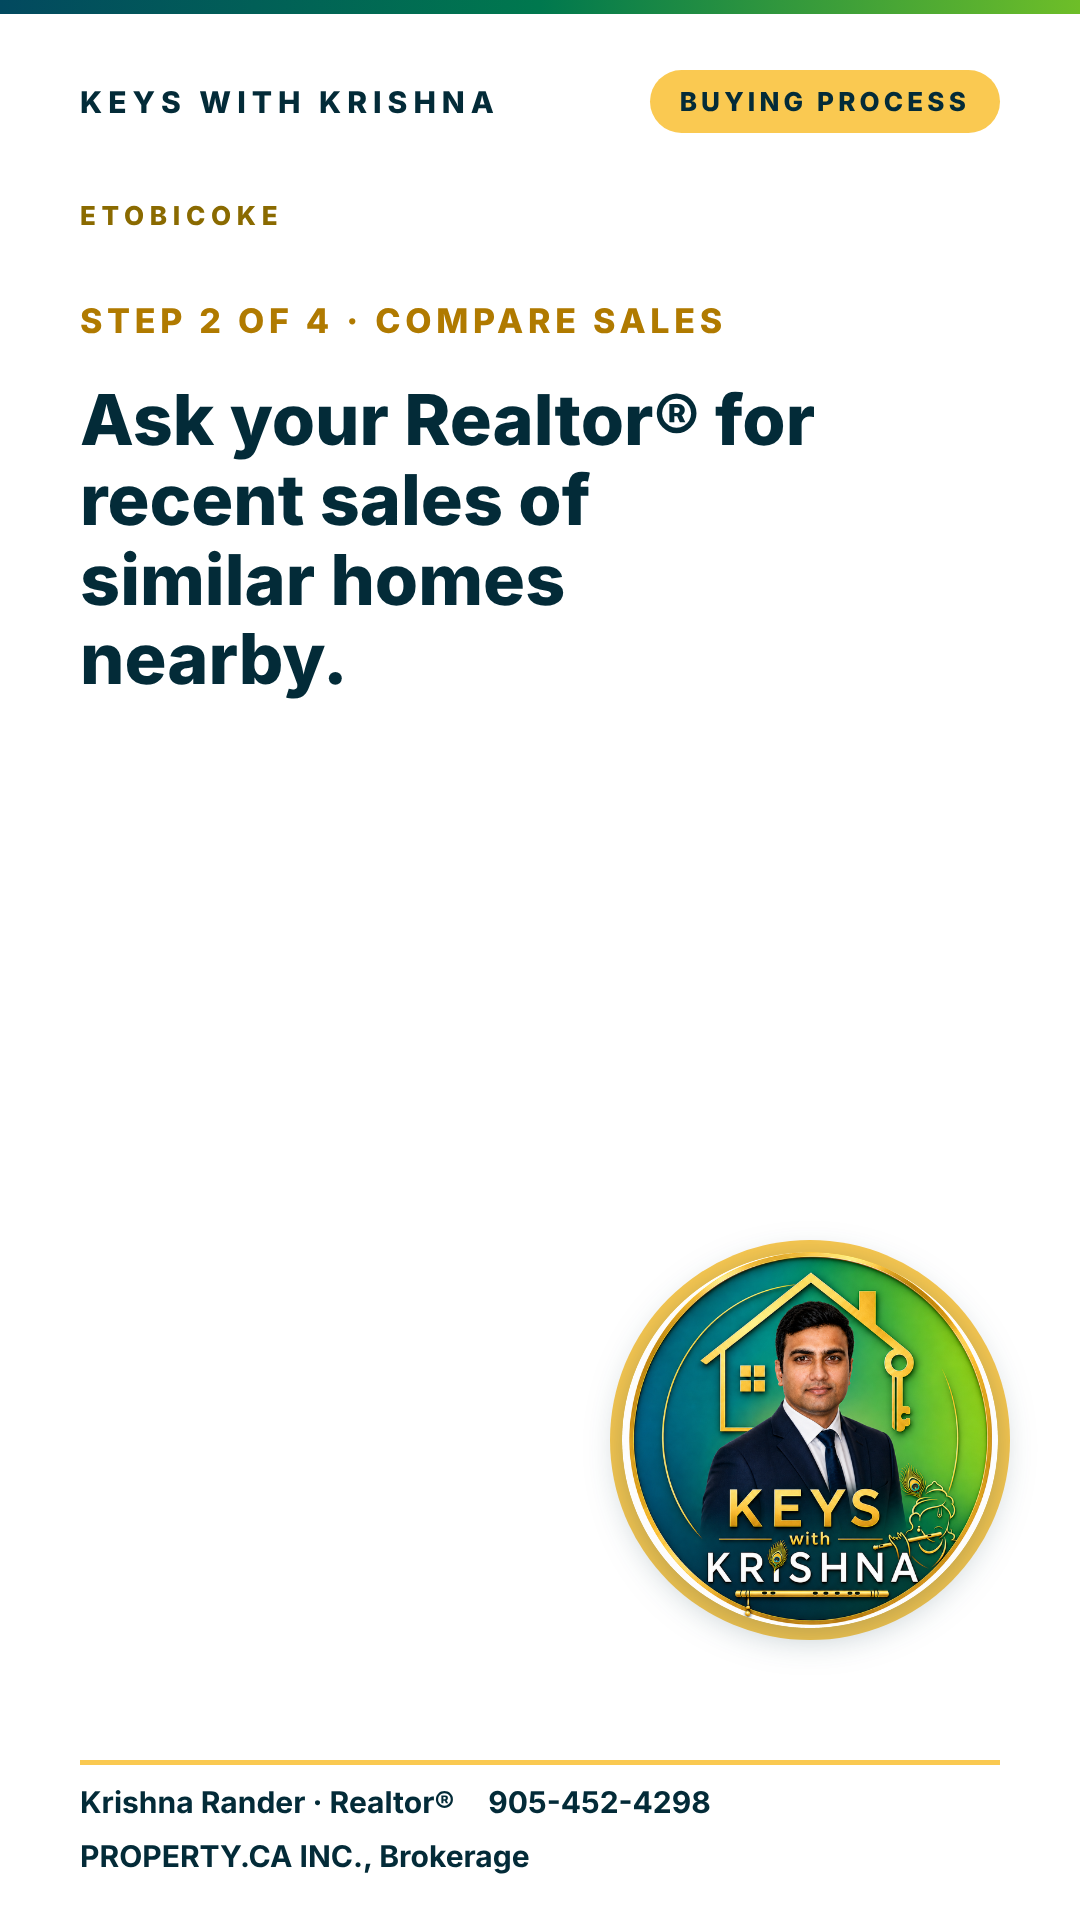 KEYS WITH KRISHNA
BUYING PROCESS
ETOBICOKE
STEP 2 OF 4 · COMPARE SALES
Ask your Realtor® for
recent sales of
similar homes
nearby.
KEYS
with
KRISHNA
Krishna Rander · Realtor® 905-452-4298
PROPERTY.CA INC., Brokerage